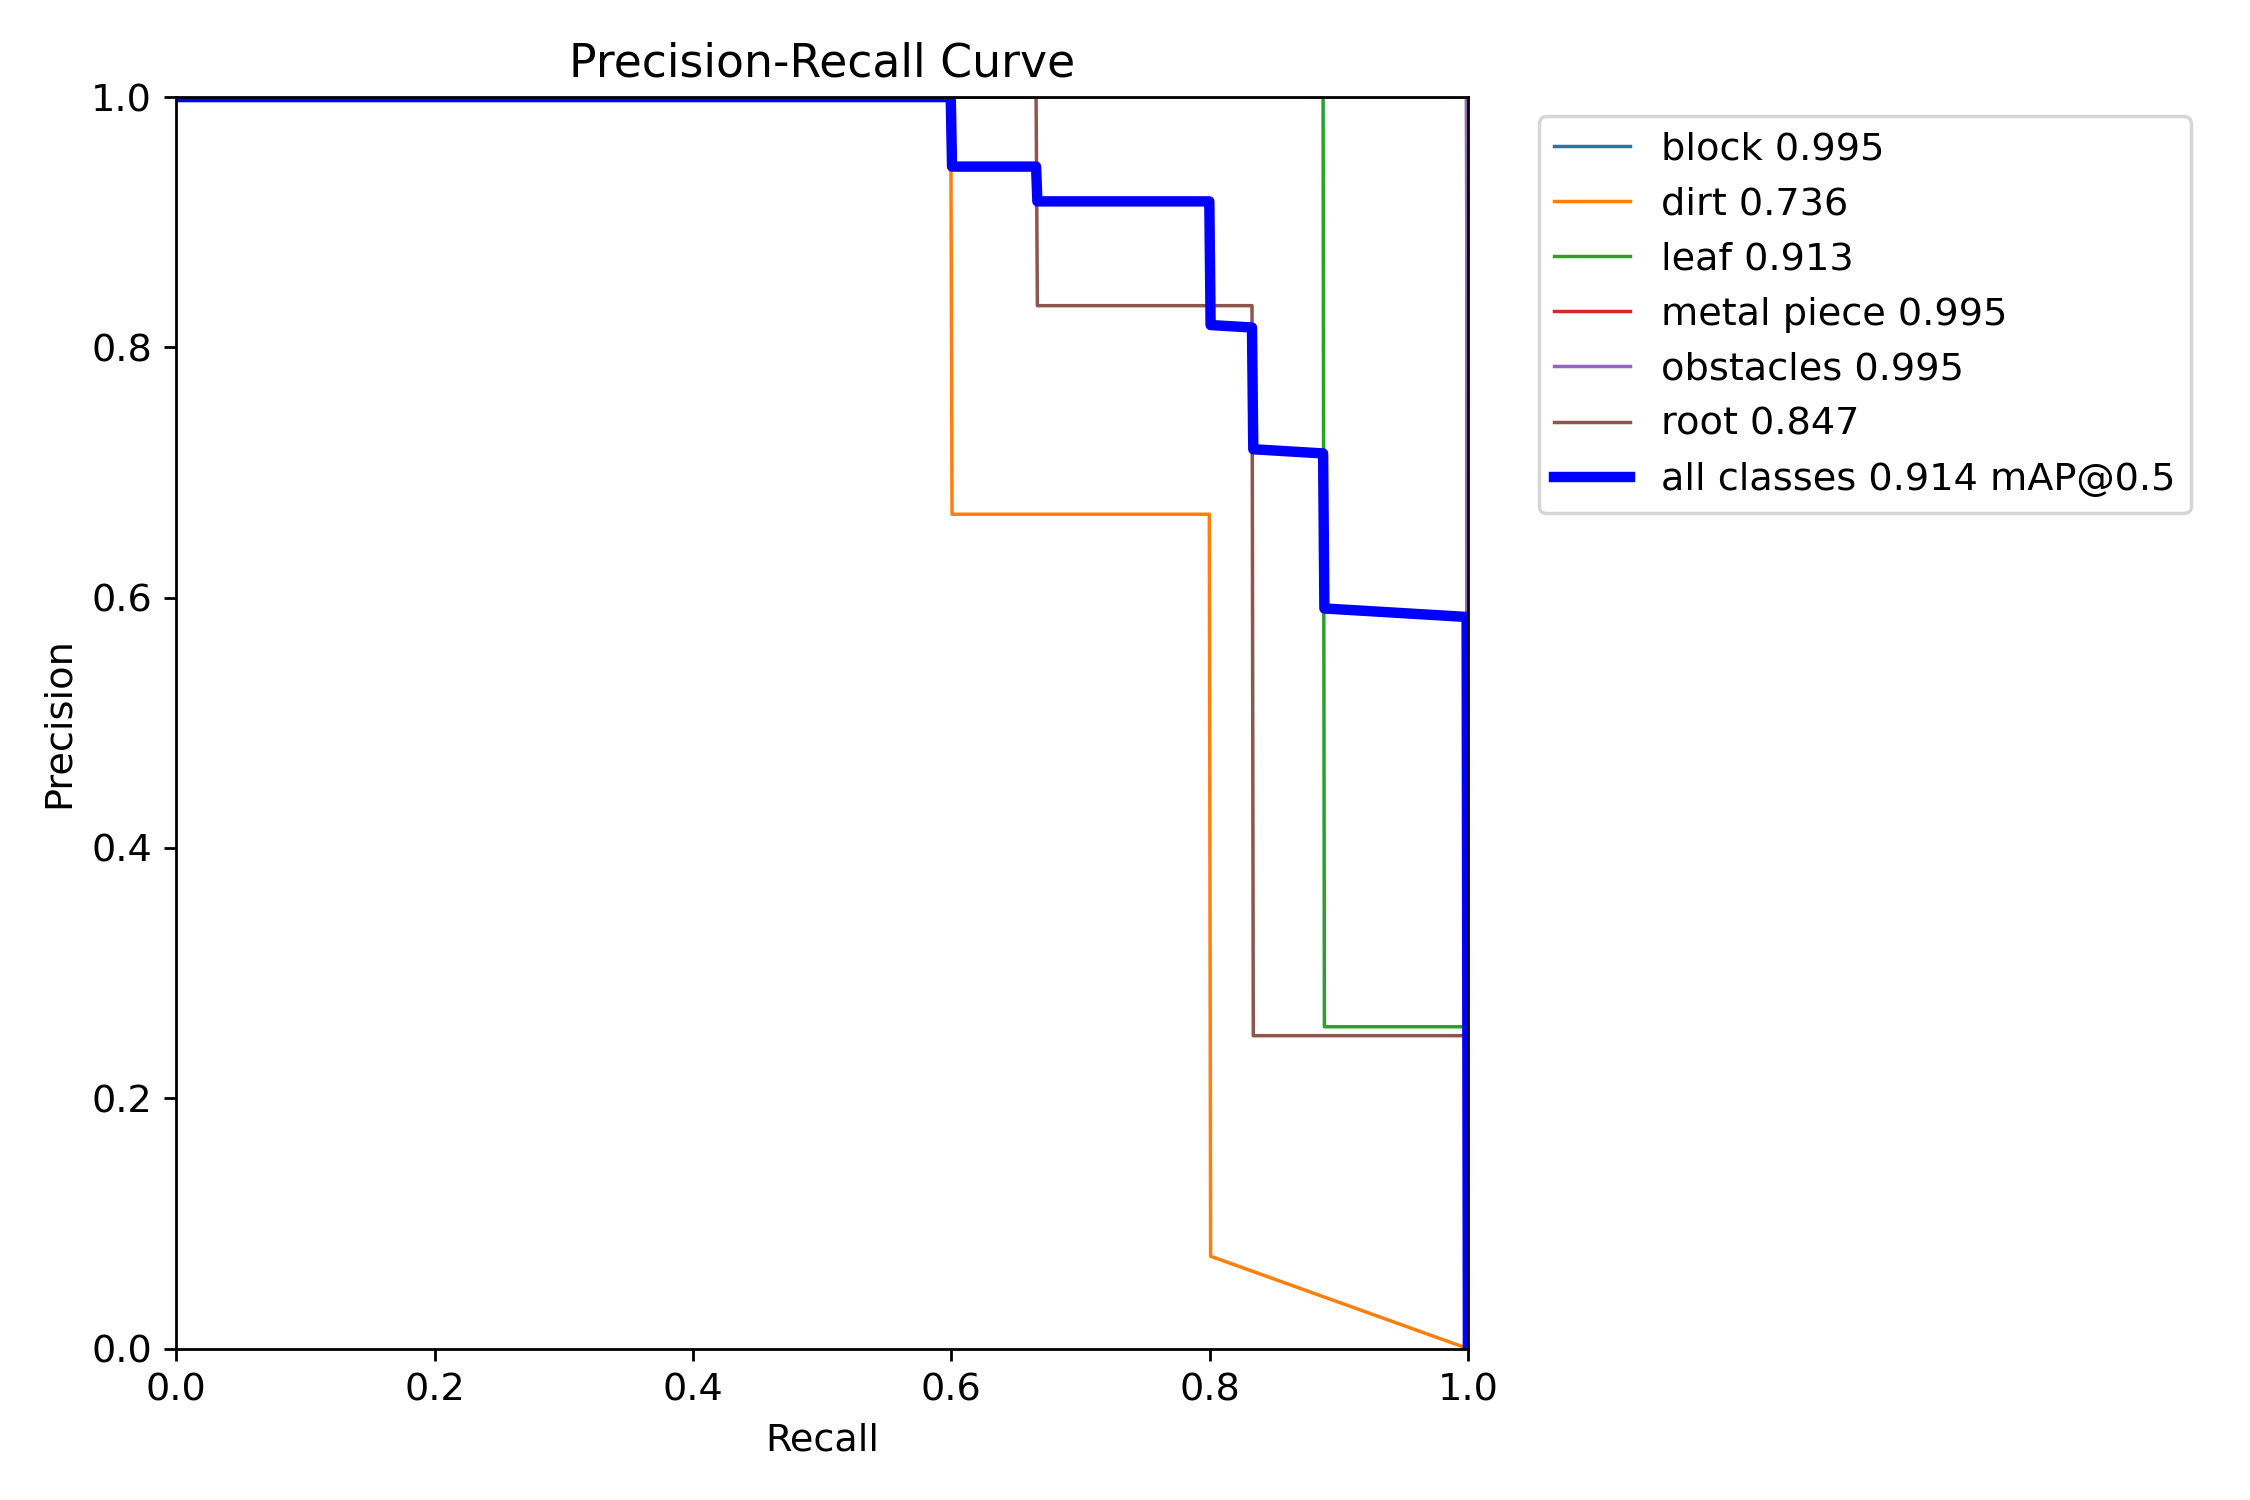 Precision-Recall Curve
1.0
0.8
0.6
0.4
0.2
0.0
Precision
0.0 0.2 0.4 0.6 0.8 1.0
Recall
block 0.995
dirt 0.736
leaf 0.913
metal piece 0.995
obstacles 0.995
root 0.847
all classes 0.914 mAP@0.5